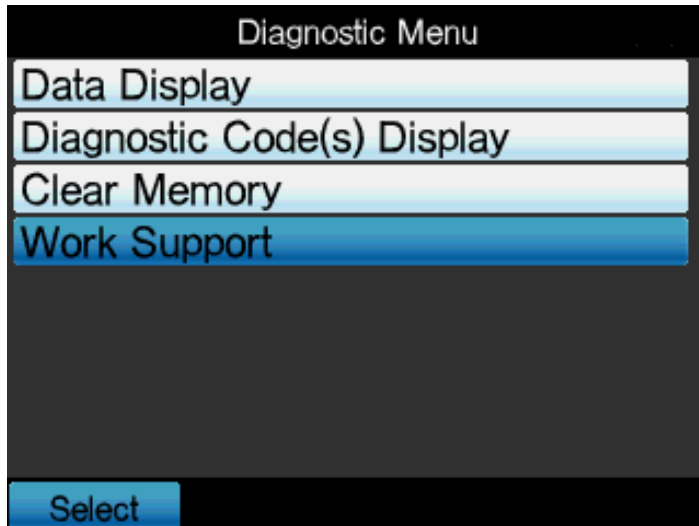 Diagnostic Menu
Data Display
Diagnostic Code(s) Display
Clear Memory
Work Support
Select